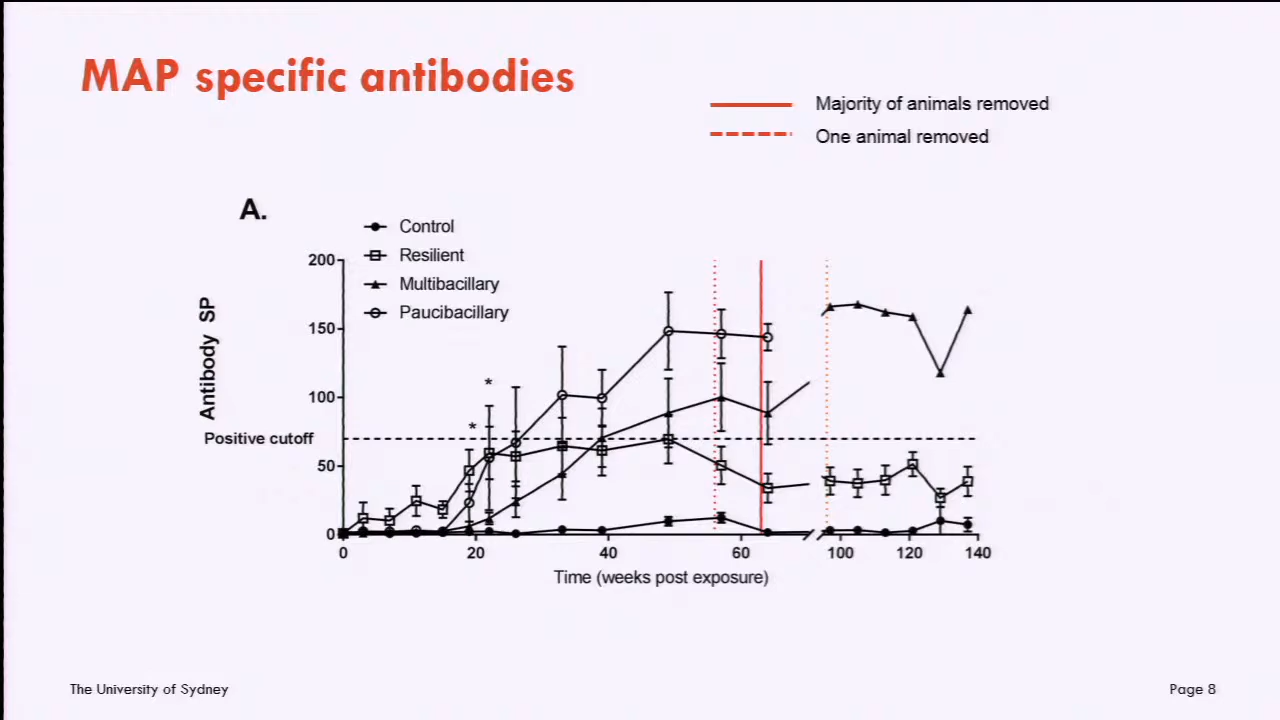 MAP specific antibodies
Majority of animals removed
One animal removed
A.
Control
Resilient
Multibacillary
Paucibacillary
200
150
100
50
0
Antibody SP
Positive cutoff
*
*
0 20 40 60 100 120 140
Time (weeks post exposure)
The University of Sydney
Page 8